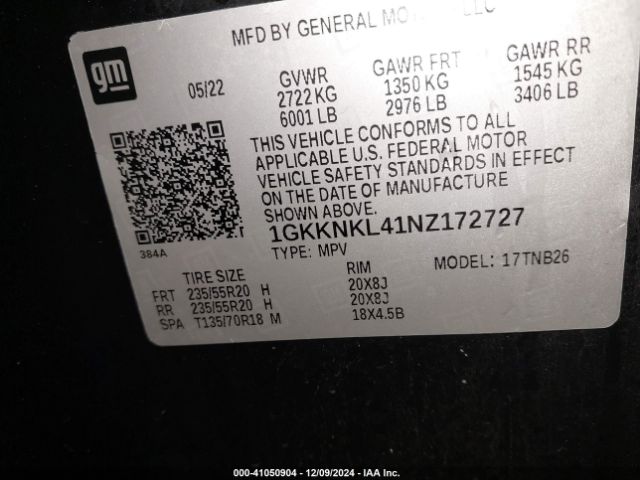 MFD BY GENERAL LLC
gm
05/22
GVWR GAWR FRT GAWR RR
2722 KG 1350 KG 1545 KG
6001 LB 2976 LB 3406 LB
THIS VEHICLE CONFORMS TO ALL
APPLICABLE U.S. FEDERAL MOTOR
VEHICLE SAFETY STANDARDS IN EFFECT
ON THE DATE OF MANUFACTURE
SHOWN ABOVE.
1GKKNKL41NZ172727
384A
TYPE: MPV MODEL: 17TNB26
TIRE SIZE RIM
FRT 235/55R20 H 20X8J
RR 235/55R20 H 20X8J
SPA T135/70R18 M 18X4.5B
000-41050904 - 12/09/2024 - IAA Inc.